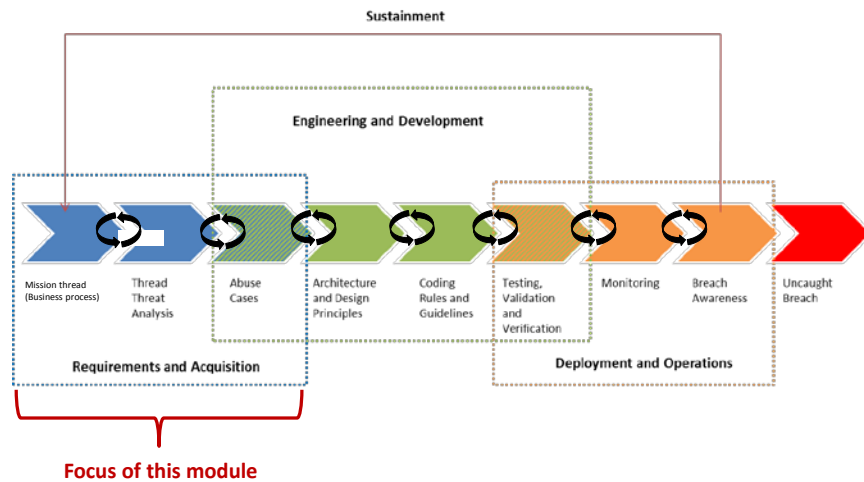 Sustainment
Engineering and Development
Mission thread
(Business process)
Thread
Threat
Analysis
Abuse
Cases
Architecture
and Design
Principles
Coding
Rules and
Guidelines
Testing,
Validation
and
Verification
Monitoring
Breach
Awareness
Uncaught
Breach
Requirements and Acquisition
Deployment and Operations
Focus of this module